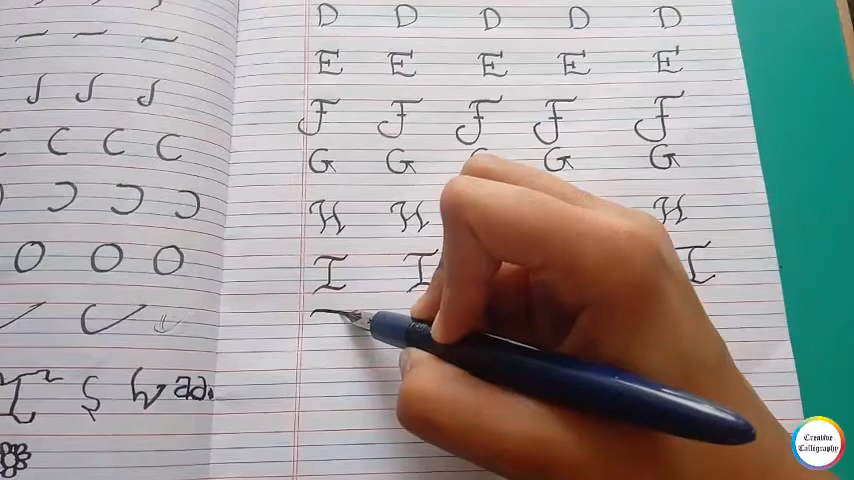 D D D D D
E E E E E
F F F F F
G G G G G
H H H
I I I
Creative
Calligraphy